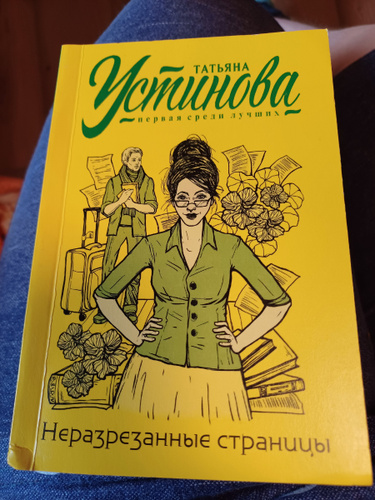 ТАТЬЯНА
Устинова
первая среди лучших
Неразрезанные страницы